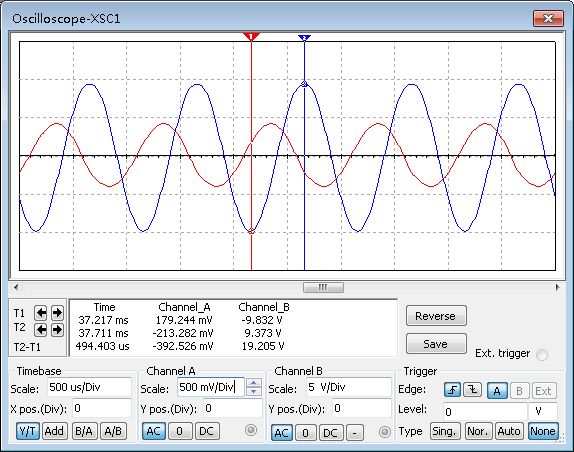 Oscilloscope-XSC1
1 2
T1
T2
T2-T1
Time Channel_A Channel_B
37.217 ms 179.244 mV -9.832 V
37.711 ms -213.282 mV 9.373 V
494.403 us -392.526 mV 19.205 V
Reverse
Save
Ext. trigger
Timebase
Scale: 500 us/Div
X pos.(Div): 0
Y/T Add B/A A/B
Channel A
Scale: 500 mV/Div
Y pos.(Div): 0
AC 0 DC
Channel B
Scale: 5 V/Div
Y pos.(Div): 0
AC 0 DC -
Trigger
Edge: A B Ext
Level: 0 V
Type Sing. Nor. Auto None